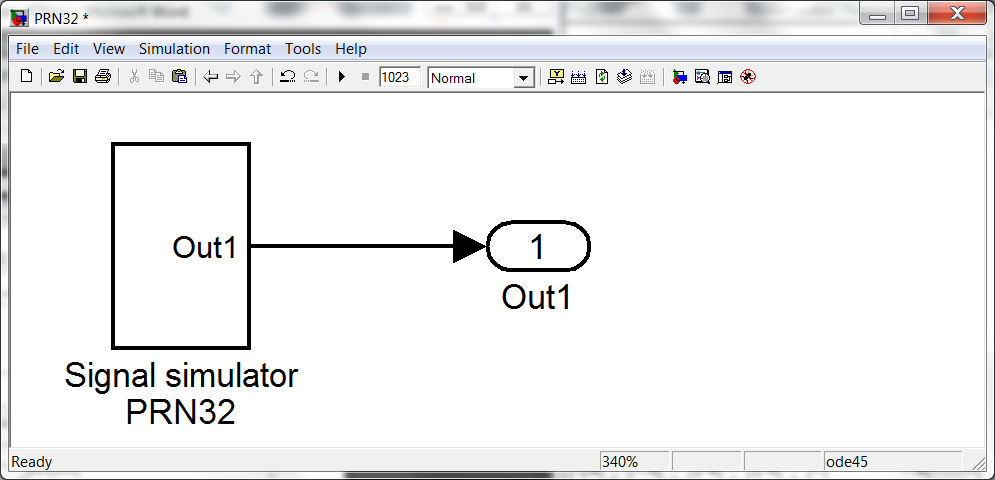 PRN32 *
File Edit View Simulation Format Tools Help
1023 Normal
Out1
1
Out1
Signal simulator
PRN32
Ready 340% ode45